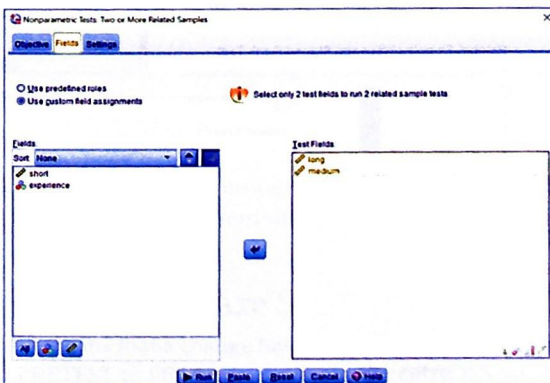 Nonparametric Tests: Two or More Related Samples
Objective Fields Settings
Use predefined roles
Use custom field assignments
Select only 2 test fields to run 2 related sample tests
Fields:
Sort: None
short
experience
Test Fields:
long
medium
All
Run Paste Reset Cancel Help